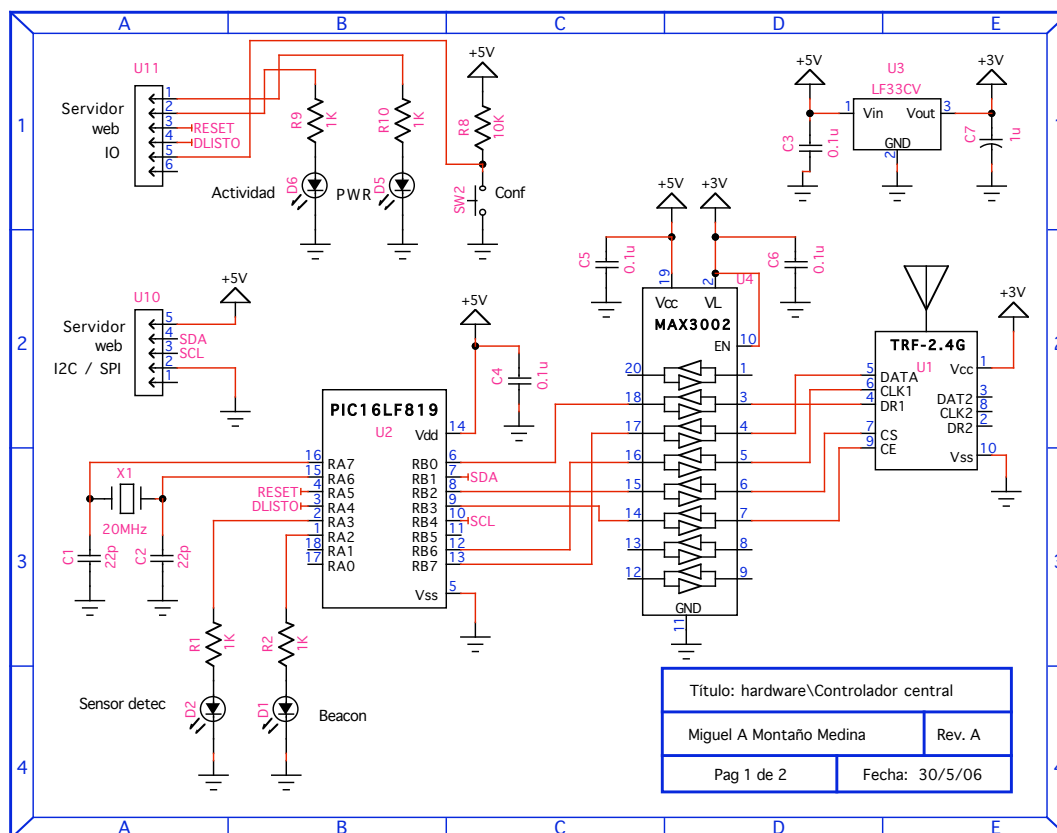 A B C D E
1
2
3
4
1
2
3
4
U11
Servidor
web
IO
1
2
3
4
5
6
RESET
DLISTO
R9
1K
R10
1K
+5V
R8
10K
Actividad
D6
PWR
D5
SW2
Conf
+5V
U3
LF33CV
1
Vin
Vout
3
GND
2
+3V
C3
0.1u
C7
1u
U10
Servidor
web
I2C / SPI
5
4
3
2
1
SDA
SCL
+5V
+5V
C4
0.1u
+5V
+3V
C5
0.1u
C6
0.1u
19
2
U4
Vcc
VL
MAX3002
EN
10
20
18
17
16
15
14
13
12
1
3
4
5
6
7
8
9
GND
11
+3V
TRF-2.4G
U1
5
6
4
7
9
DATA
CLK1
DR1
CS
CE
Vcc
DAT2
CLK2
DR2
Vss
1
3
8
2
10
PIC16LF819
U2
Vdd
14
16
15
4
3
2
1
18
17
RA7
RA6
RA5
RA4
RA3
RA2
RA1
RA0
RB0
RB1
RB2
RB3
RB4
RB5
RB6
RB7
Vss
6
7
8
9
10
11
12
13
5
SDA
SCL
RESET
DLISTO
X1
20MHz
C1
22p
C2
22p
R1
1K
R2
1K
Sensor detec
D2
D1
Beacon
Título: hardware\Controlador central
Miguel A Montaño Medina
Rev. A
Pag 1 de 2
Fecha: 30/5/06
A B C D E